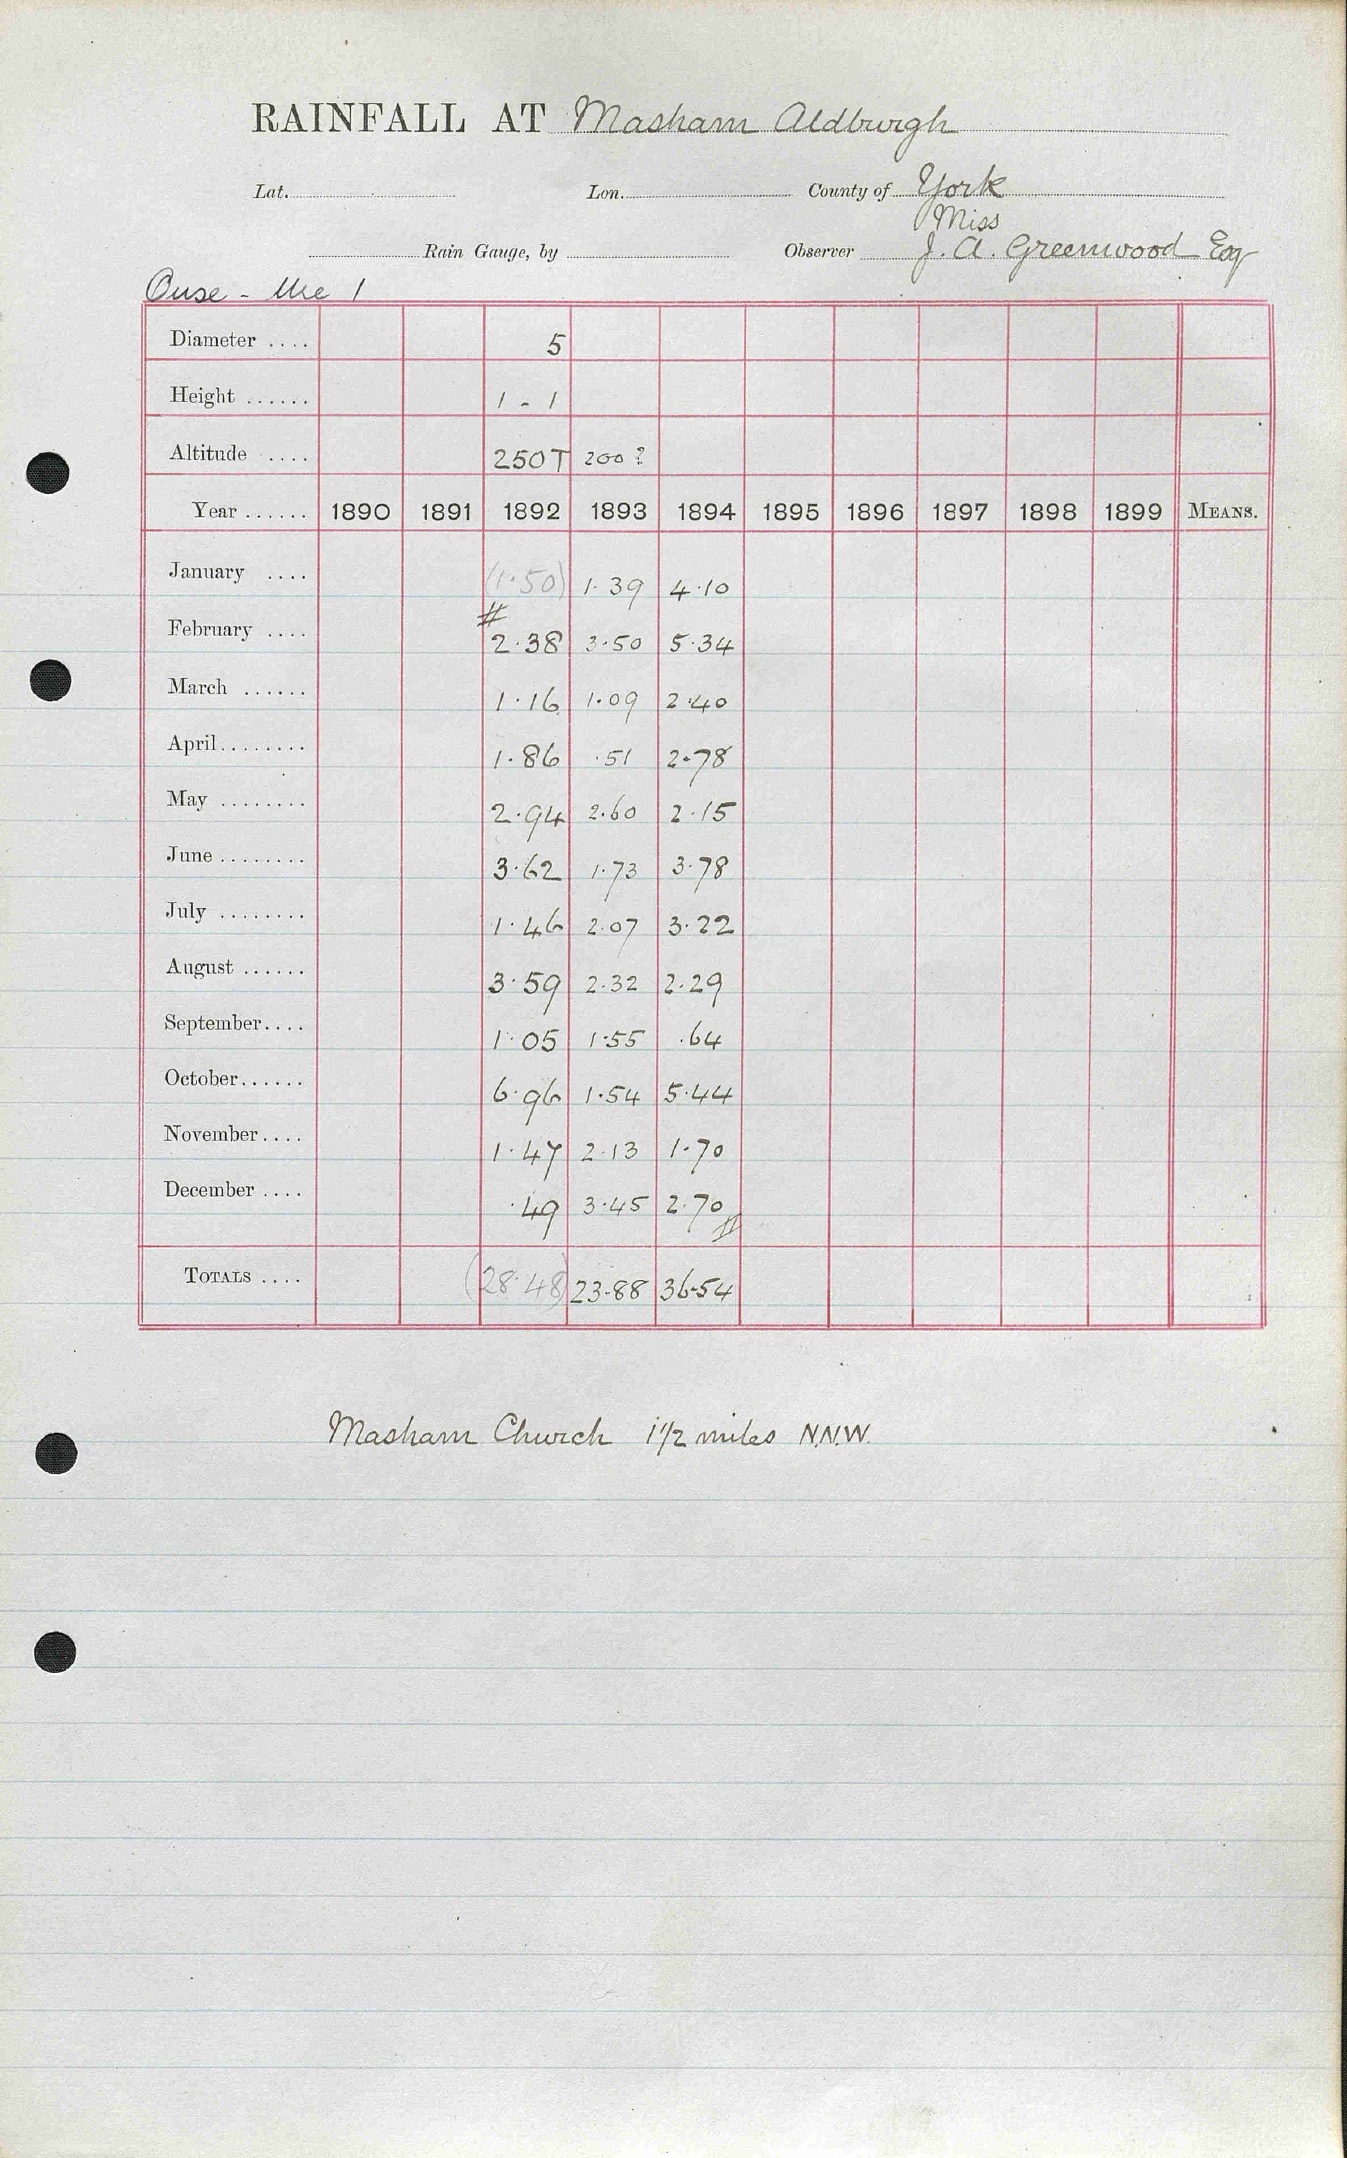 RAINFALL AT Masham Aldburgh
Lat. Lon. County of York
Miss
Rain Gauge, by Observer J. A. Greenwood Esq
Ouse - Ure 1
Diameter .... 5
Height ...... 1 - 1
Altitude .... 250T 200?
Year ...... 1890 1891 1892 1893 1894 1895 1896 1897 1898 1899 MEANS.
January .... (1.50) 1.39 4.10
#
February .... 2.38 3.50 5.34
March ...... 1.16 1.09 2.40
April........ 1.86 .51 2.78
May ........ 2.94 2.60 2.15
June ........ 3.62 1.73 3.78
July ........ 1.46 2.07 3.22
August ...... 3.59 2.32 2.29
September.... 1.05 1.55 .64
October...... 6.96 1.54 5.44
November.... 1.47 2.13 1.70
December .... .49 3.45 2.70
#
TOTALS .... (28.48) 23.88 36.54
Masham Church 1 1/2 miles N.N.W.